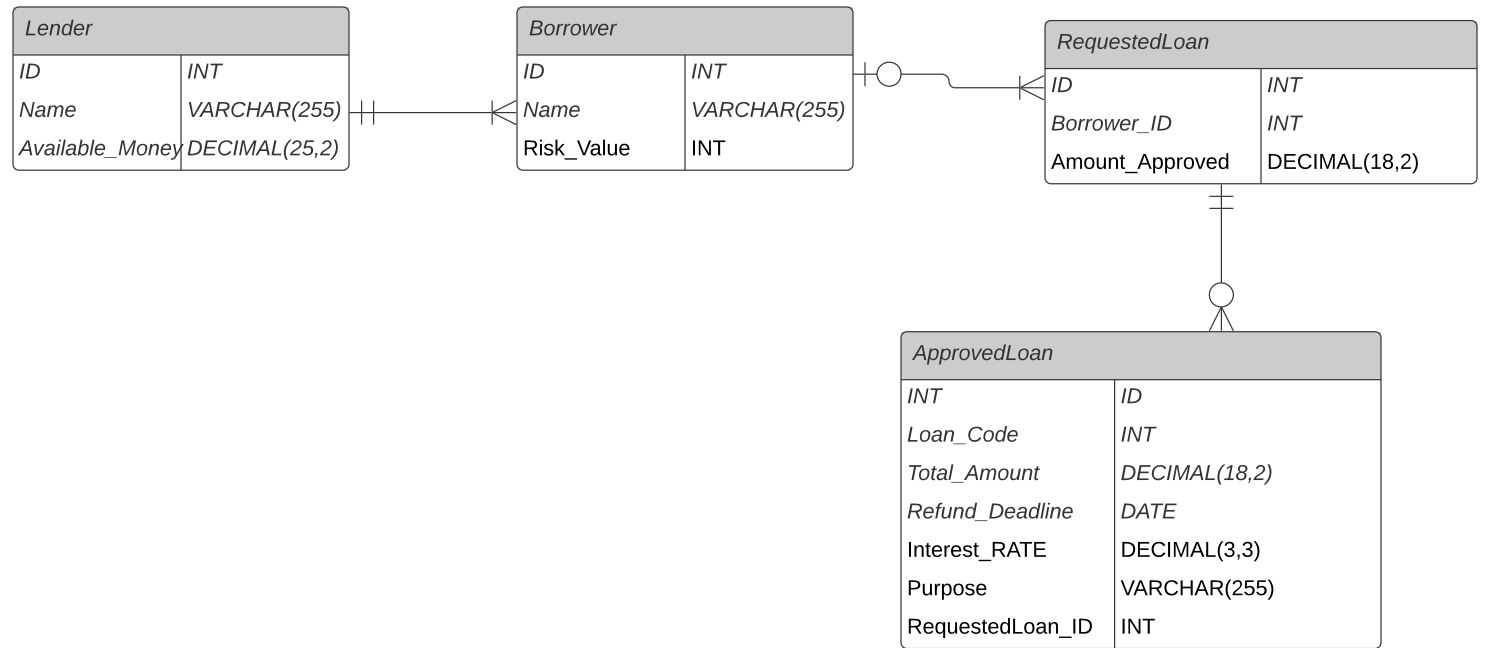 Lender
ID INT
Name VARCHAR(255)
Available_Money DECIMAL(25,2)
Borrower
ID INT
Name VARCHAR(255)
Risk_Value INT
RequestedLoan
ID INT
Borrower_ID INT
Amount_Approved DECIMAL(18,2)
ApprovedLoan
INT ID
Loan_Code INT
Total_Amount DECIMAL(18,2)
Refund_Deadline DATE
Interest_RATE DECIMAL(3,3)
Purpose VARCHAR(255)
RequestedLoan_ID INT